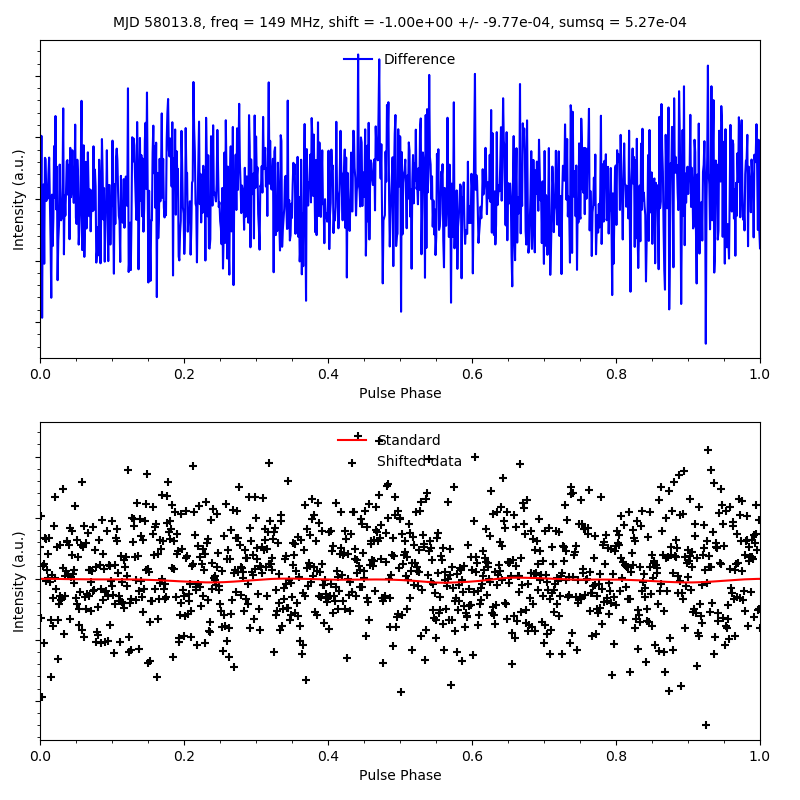 MJD 58013.8, freq = 149 MHz, shift = -1.00e+00 +/- -9.77e-04, sumsq = 5.27e-04
Difference
Intensity (a.u.)
0.0 0.2 0.4 0.6 0.8 1.0
Pulse Phase
Standard
Shifted data
Intensity (a.u.)
0.0 0.2 0.4 0.6 0.8 1.0
Pulse Phase